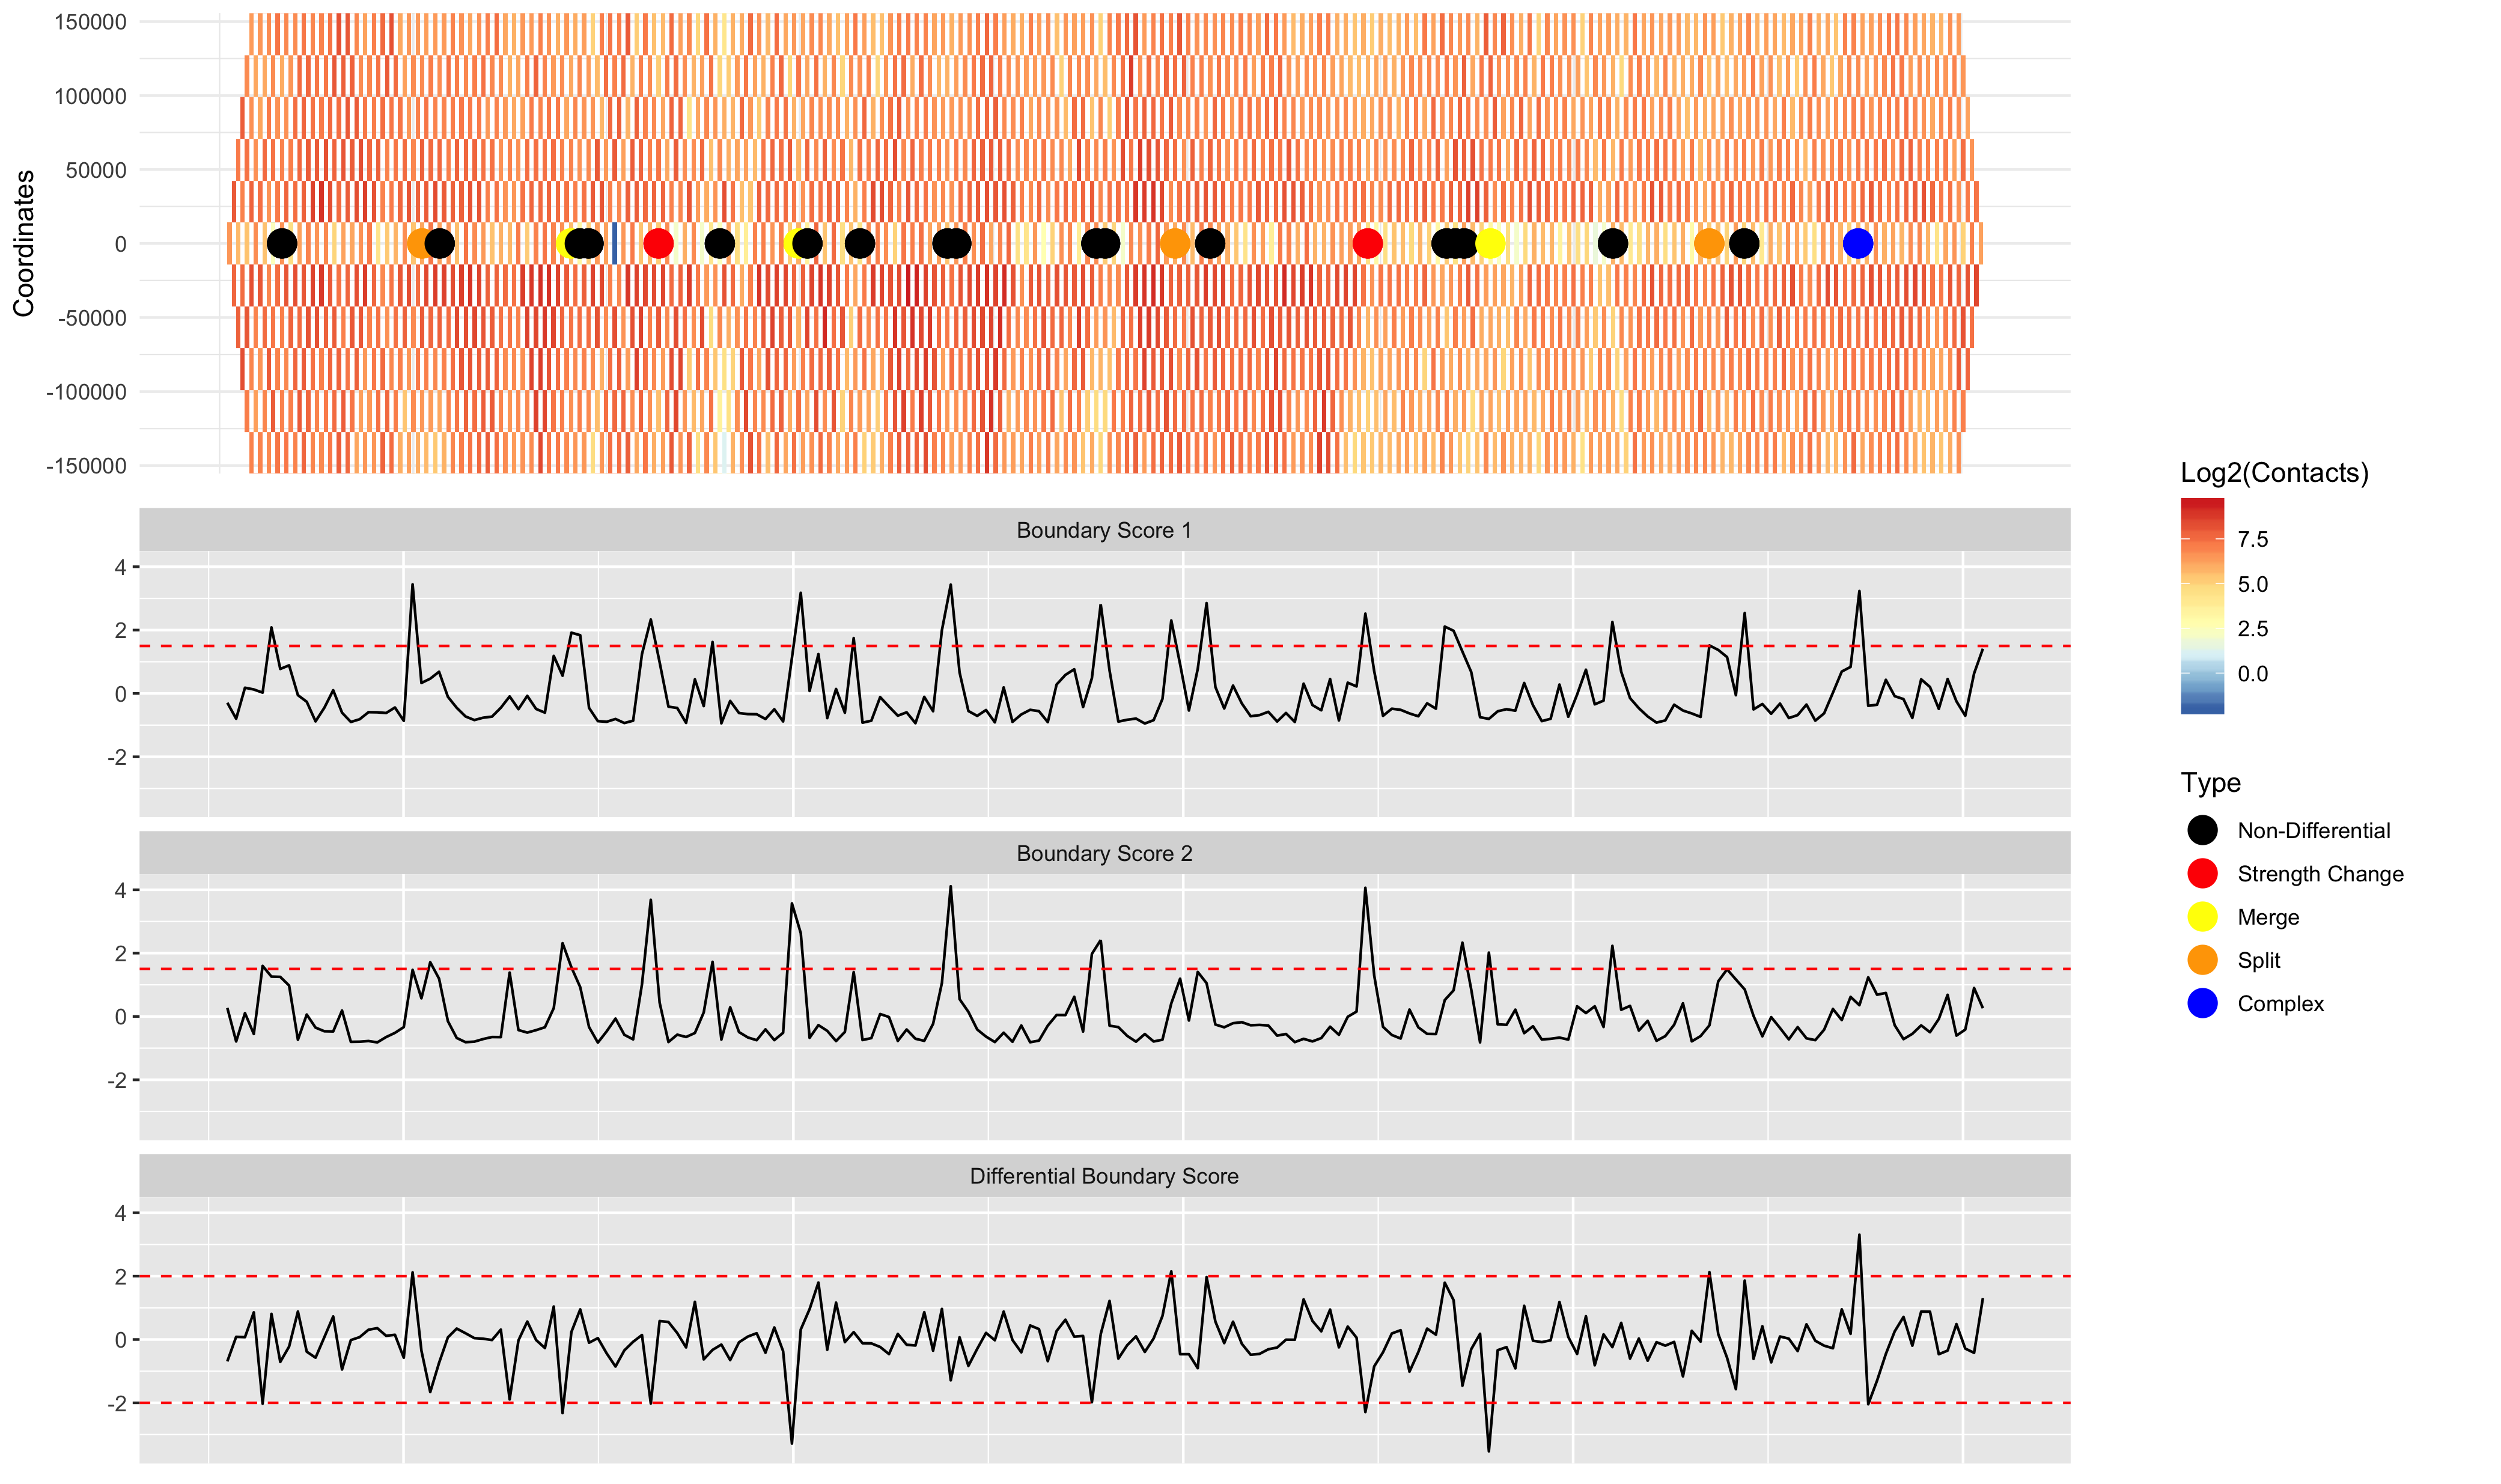 Coordinates
150000
100000
50000
0
-50000
-100000
-150000
Boundary Score 1
4
2
0
-2
Boundary Score 2
4
2
0
-2
Differential Boundary Score
4
2
0
-2
Log2(Contacts)
7.5
5.0
2.5
0.0
Type
Non-Differential
Strength Change
Merge
Split
Complex